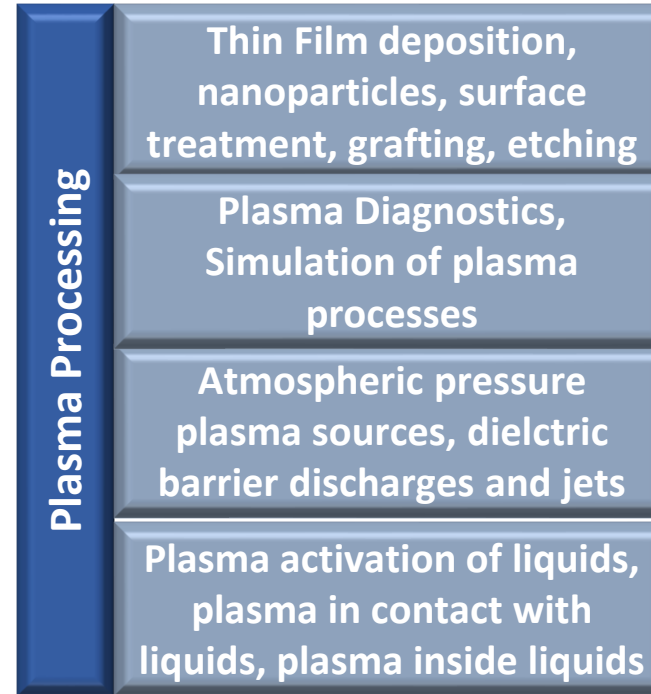 Plasma Processing
Thin Film deposition,
nanoparticles, surface
treatment, grafting, etching
Plasma Diagnostics,
Simulation of plasma
processes
Atmospheric pressure
plasma sources, dielctric
barrier discharges and jets
Plasma activation of liquids,
plasma in contact with
liquids, plasma inside liquids